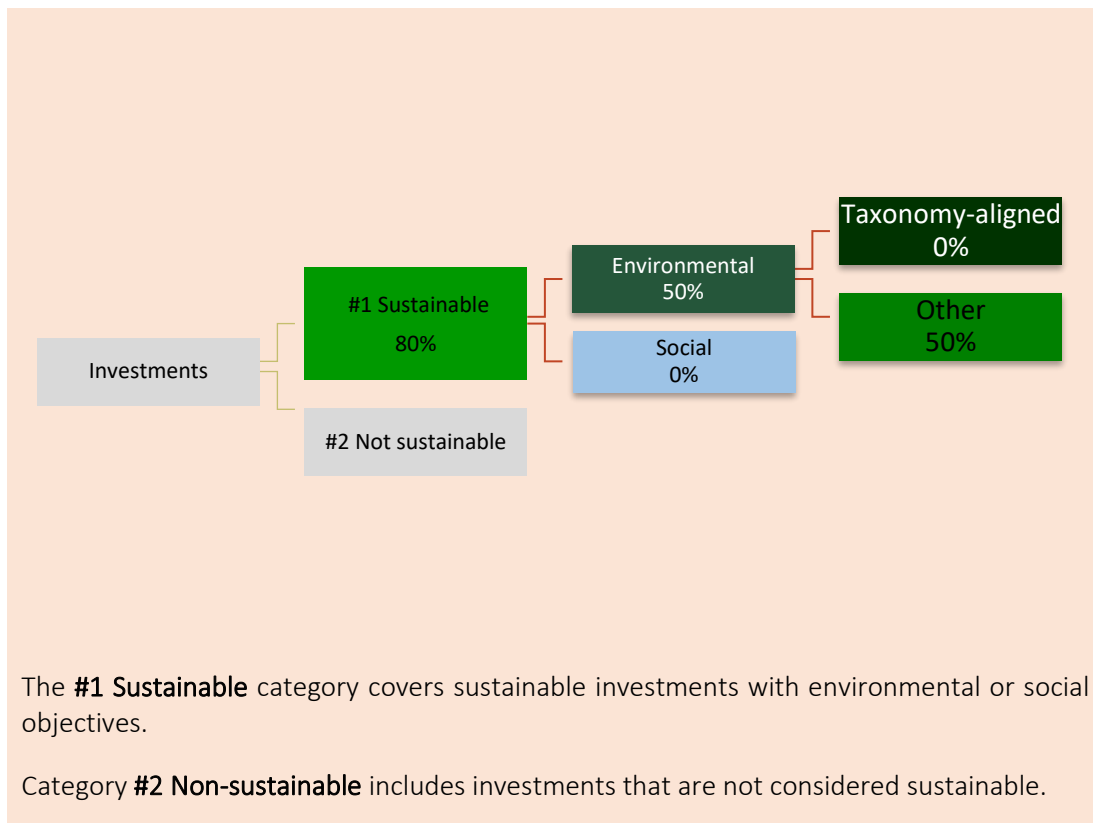 Taxonomy-aligned
0%
Environmental
50%
#1 Sustainable
80%
Other
50%
Social
0%
Investments
#2 Not sustainable
The #1 Sustainable category covers sustainable investments with environmental or social
objectives.
Category #2 Non-sustainable includes investments that are not considered sustainable.